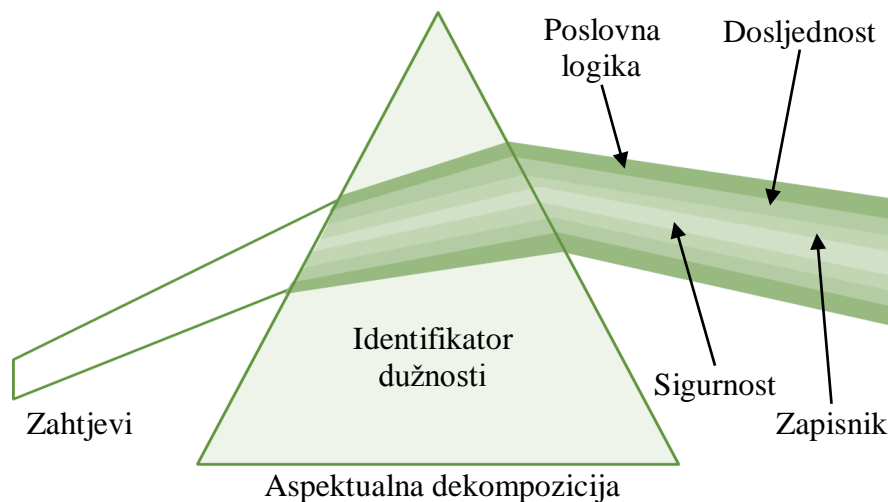 Poslovna
logika
Dosljednost
Identifikator
dužnosti
Sigurnost
Zahtjevi
Zapisnik
Aspektualna dekompozicija